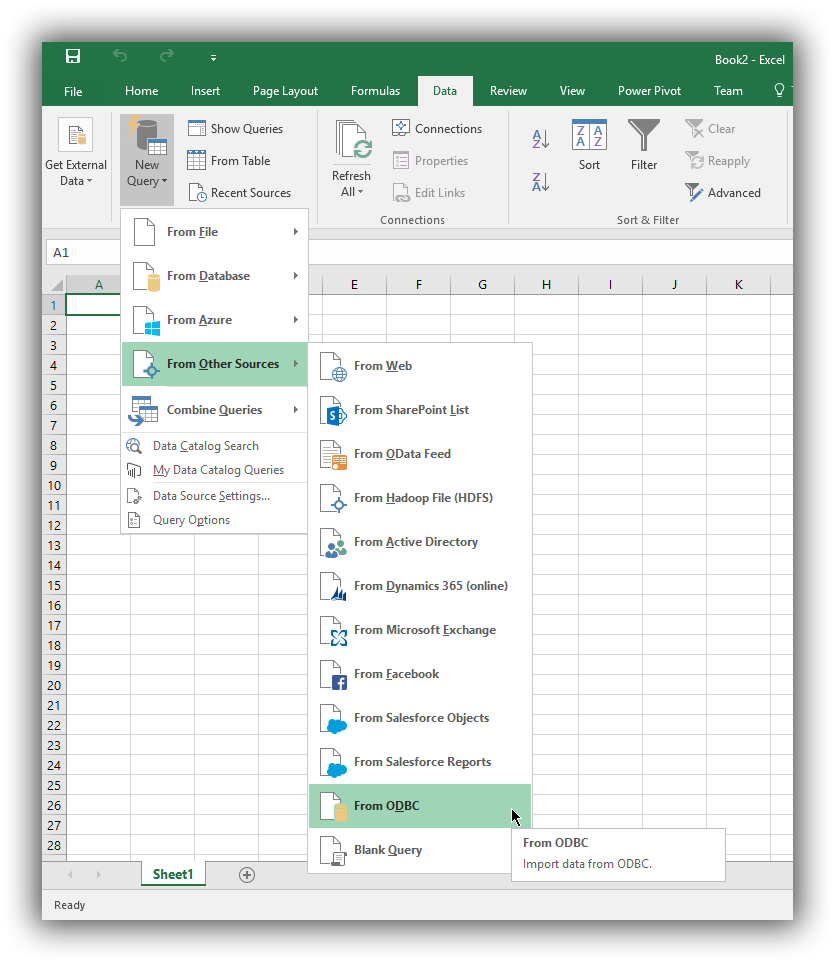 Book2 - Excel
File Home Insert Page Layout Formulas Data Review View Power Pivot Team
Get External Data
New Query
Show Queries
From Table
Recent Sources
Refresh All
Connections
Properties
Edit Links
Connections
A Z
Z A
Z A A Z
Sort
Filter
Clear
Reapply
Advanced
Sort & Filter
A1
A E F G H I J K
1
2
3
4
5
6
7
8
9
10
11
12
13
14
15
16
17
18
19
20
21
22
23
24
25
26
27
28
From File
From Database
From Azure
From Other Sources
Combine Queries
Data Catalog Search
My Data Catalog Queries
Data Source Settings...
Query Options
From Web
From SharePoint List
From OData Feed
From Hadoop File (HDFS)
From Active Directory
From Dynamics 365 (online)
From Microsoft Exchange
From Facebook
From Salesforce Objects
From Salesforce Reports
From ODBC
Blank Query
From ODBC
Import data from ODBC.
Sheet1
Ready